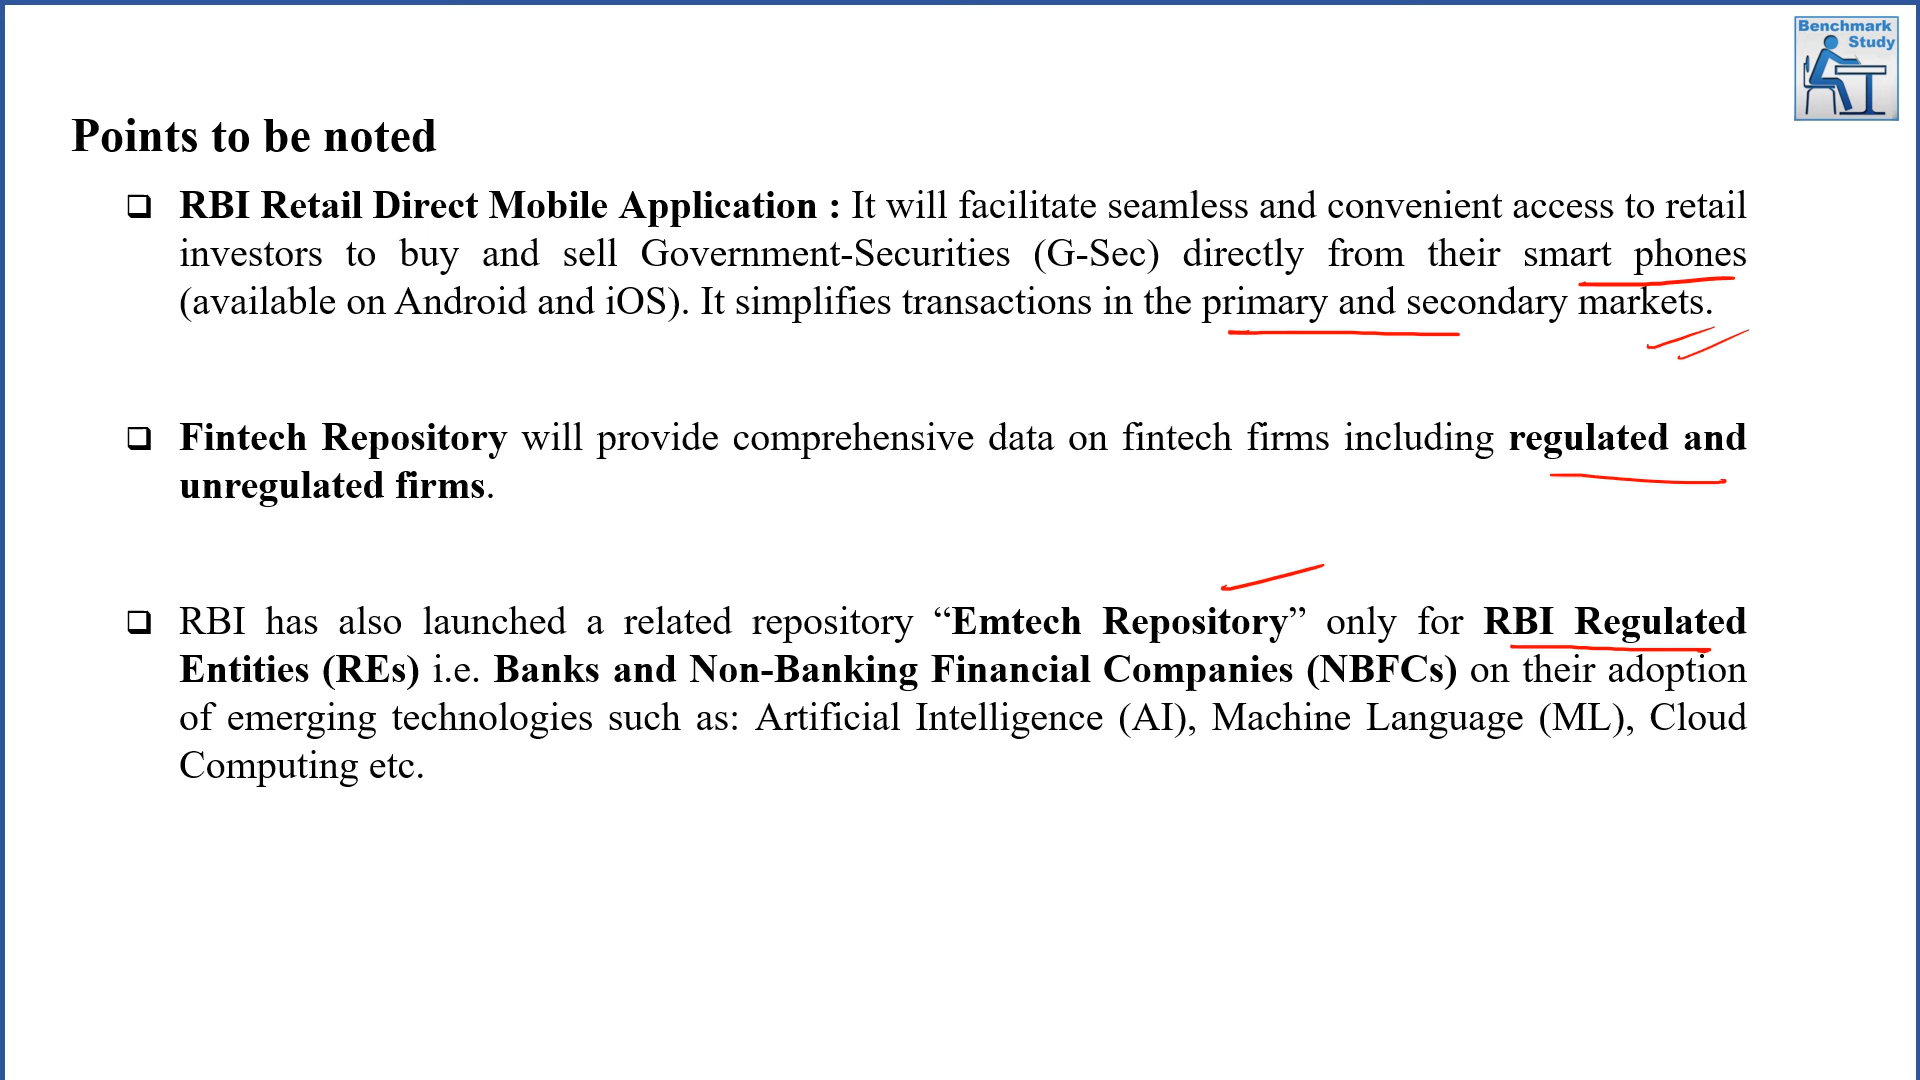 Benchmark
Study
Points to be noted
❑ RBI Retail Direct Mobile Application : It will facilitate seamless and convenient access to retail
investors to buy and sell Government-Securities (G-Sec) directly from their smart phones
(available on Android and iOS). It simplifies transactions in the primary and secondary markets.
❑ Fintech Repository will provide comprehensive data on fintech firms including regulated and
unregulated firms.
❑ RBI has also launched a related repository “Emtech Repository” only for RBI Regulated
Entities (REs) i.e. Banks and Non-Banking Financial Companies (NBFCs) on their adoption
of emerging technologies such as: Artificial Intelligence (AI), Machine Language (ML), Cloud
Computing etc.